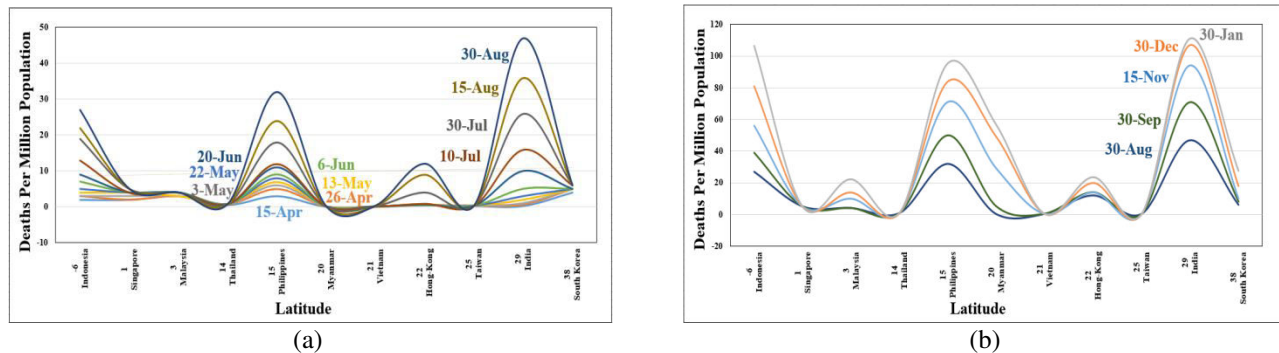 50
40
30
20
10
0
-10
Deaths Per Million Population
30-Aug
15-Aug
30-Jul
10-Jul
20-Jun
22-May
3-May
6-Jun
13-May
26-Apr
15-Apr
-6 Indonesia
1 Singapore
3 Malaysia
14 Thailand
15 Philippines
20 Myanmar
21 Vietnam
22 Hong-Kong
25 Taiwan
29 India
38 South Korea
Latitude
(a)
120
100
80
60
40
20
0
-20
Deaths Per Million Population
30-Jan
30-Dec
15-Nov
30-Sep
30-Aug
-6 Indonesia
1 Singapore
3 Malaysia
14 Thailand
15 Philippines
20 Myanmar
21 Vietnam
22 Hong-Kong
25 Taiwan
29 India
38 South Korea
Latitude
(b)